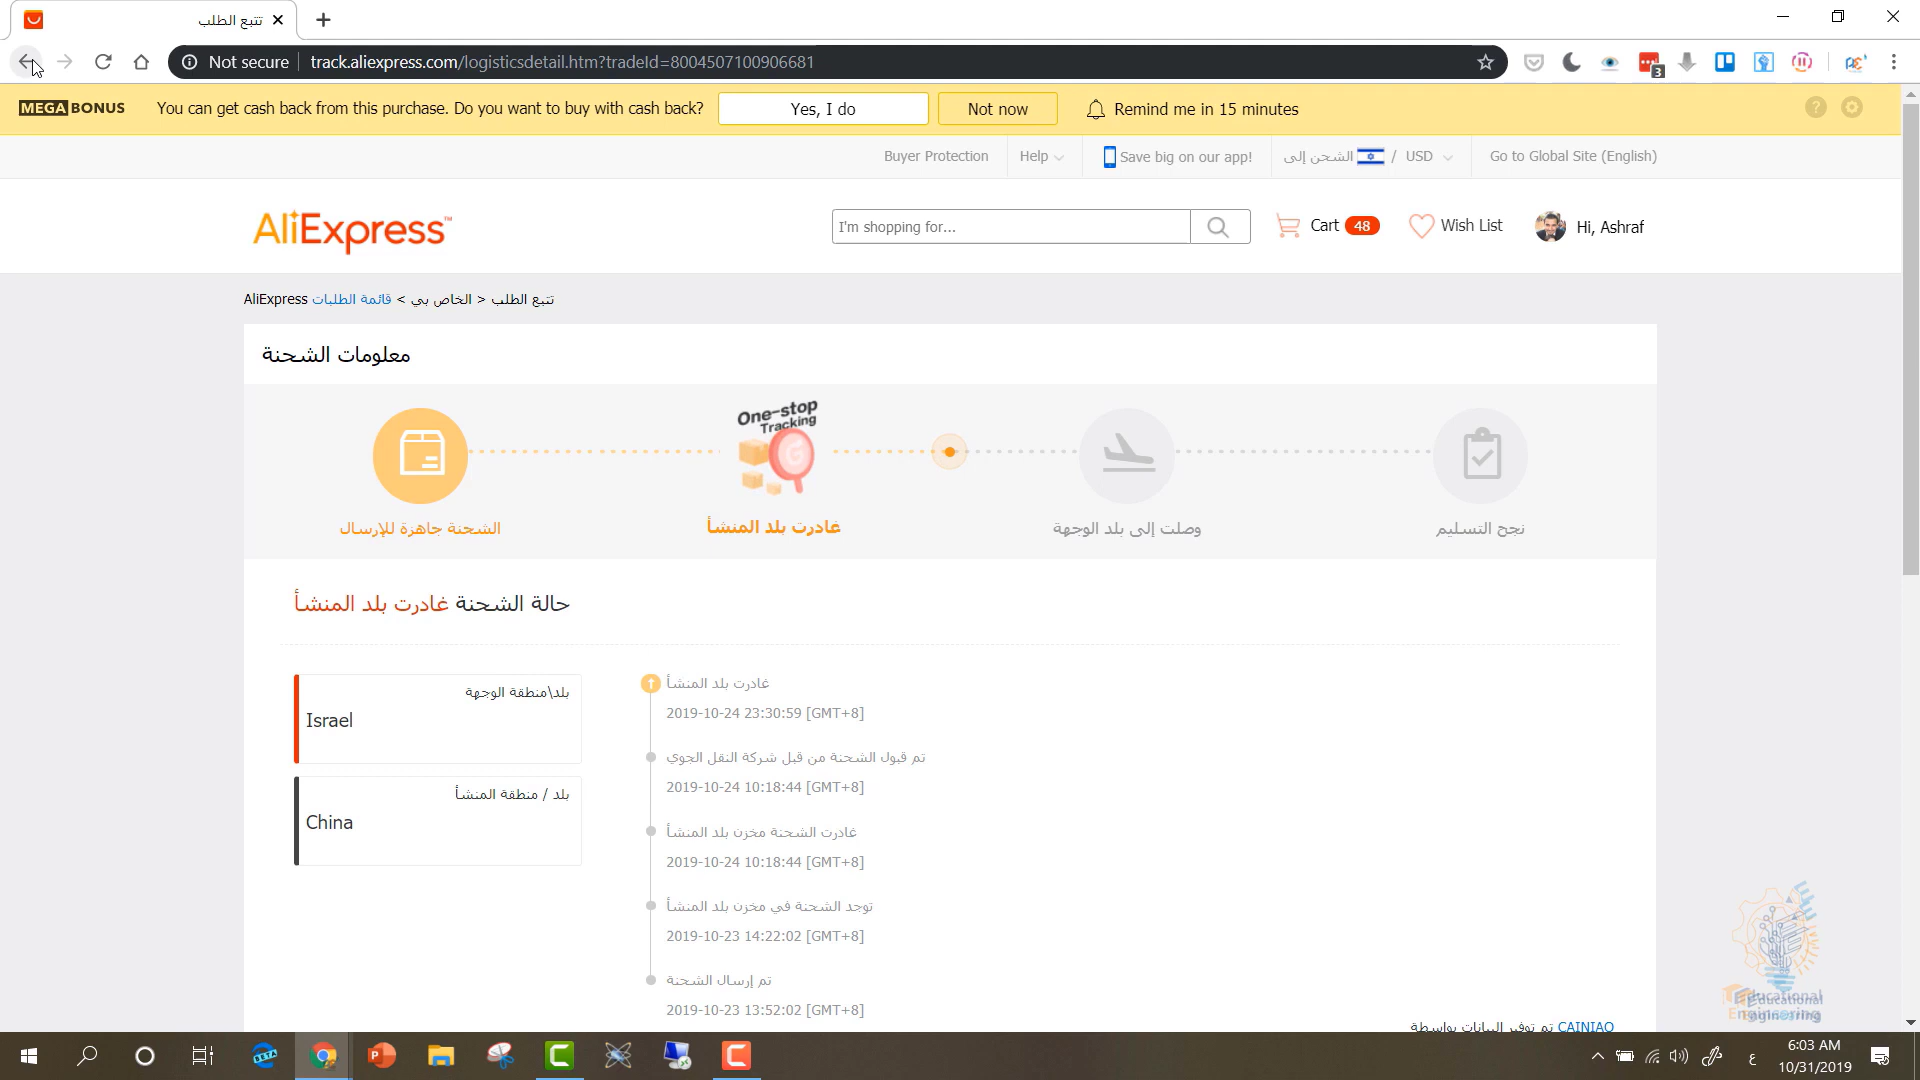 تتبع الطلب
Not secure
track.aliexpress.com/logisticsdetail.htm?tradeId=8004507100906681
3
MEGABONUS You can get cash back from this purchase. Do you want to buy with cash back? Yes, I do Not now Remind me in 15 minutes
Buyer Protection Help Save big on our app! الشحن إلى / USD Go to Global Site (English)
AliExpress™
I'm shopping for...
Cart 48 Wish List Hi, Ashraf
AliExpress قائمة الطلبات < الخاص بي > تتبع الطلب
معلومات الشحنة
One-stop
Tracking
G
الشحنة جاهزة للإرسال
غادرت بلد المنشأ
وصلت إلى بلد الوجهة
نجح التسليم
حالة الشحنة غادرت بلد المنشأ
بلد\منطقة الوجهة
Israel
بلد / منطقة المنشأ
China
غادرت بلد المنشأ
2019-10-24 23:30:59 [GMT+8]
تم قبول الشحنة من قبل شركة النقل الجوي
2019-10-24 10:18:44 [GMT+8]
غادرت الشحنة مخزن بلد المنشأ
2019-10-24 10:18:44 [GMT+8]
توجد الشحنة في مخزن بلد المنشأ
2019-10-23 14:22:02 [GMT+8]
تم إرسال الشحنة
2019-10-23 13:52:02 [GMT+8]
تم توفير البيانات بواسطة CAINIAO
Educational
Engineering
BETA
ع
6:03 AM
10/31/2019